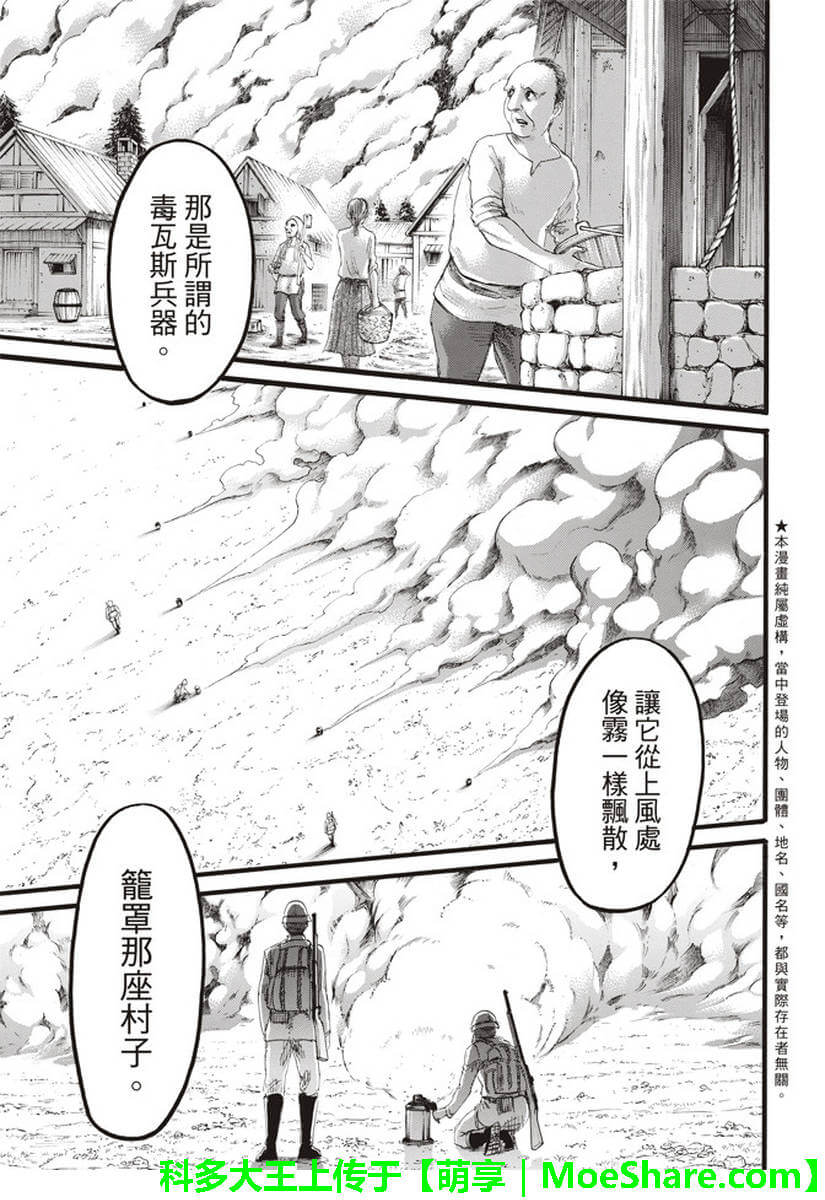 那是所謂的
毒瓦斯兵器。
讓它從上風處
像霧一樣飄散，
籠罩那座村子。
★本漫畫純屬虛構，當中登場的人物、團體、地名、國名等，都與實際存在者無關。
科多大王上传于【萌享|MoeShare.com】